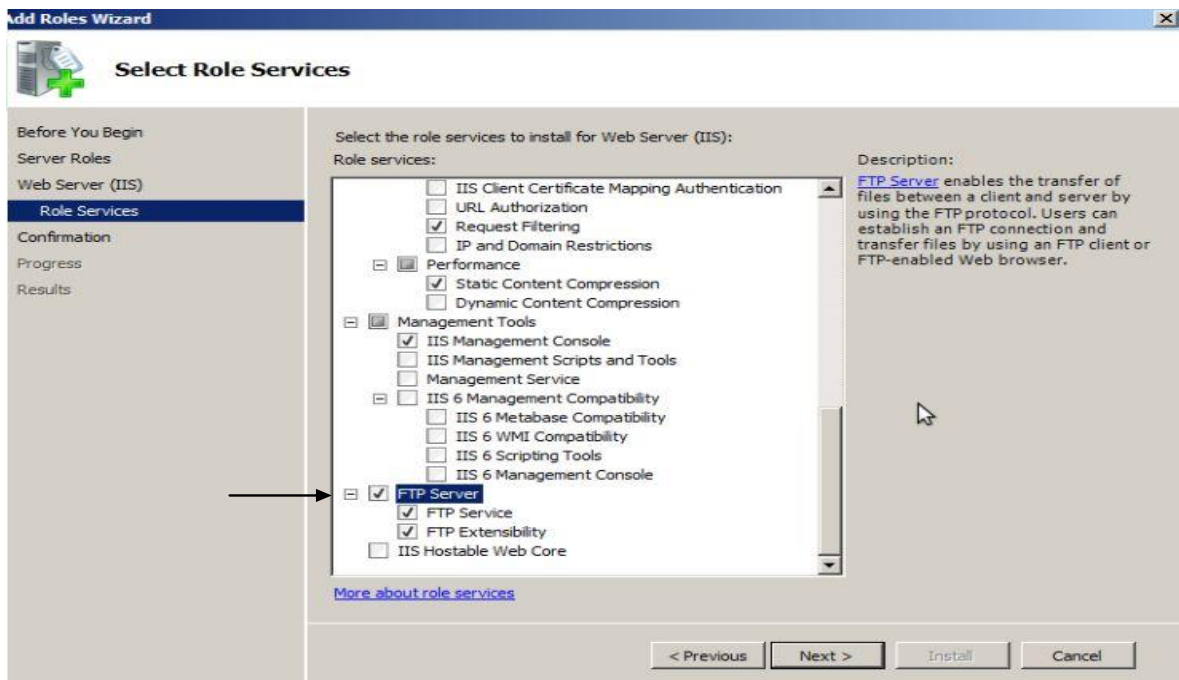 Add Roles Wizard
Select Role Services
Before You Begin
Server Roles
Web Server (IIS)
Role Services
Confirmation
Progress
Results
Select the role services to install for Web Server (IIS):
Role services:
IIS Client Certificate Mapping Authentication
URL Authorization
Request Filtering
IP and Domain Restrictions
Performance
Static Content Compression
Dynamic Content Compression
Management Tools
IIS Management Console
IIS Management Scripts and Tools
Management Service
IIS 6 Management Compatibility
IIS 6 Metabase Compatibility
IIS 6 WMI Compatibility
IIS 6 Scripting Tools
IIS 6 Management Console
FTP Server
FTP Service
FTP Extensibility
IIS Hostable Web Core
More about role services
Description:
FTP Server enables the transfer of
files between a client and server by
using the FTP protocol. Users can
establish an FTP connection and
transfer files by using an FTP client or
FTP-enabled Web browser.
< Previous
Next >
Install
Cancel